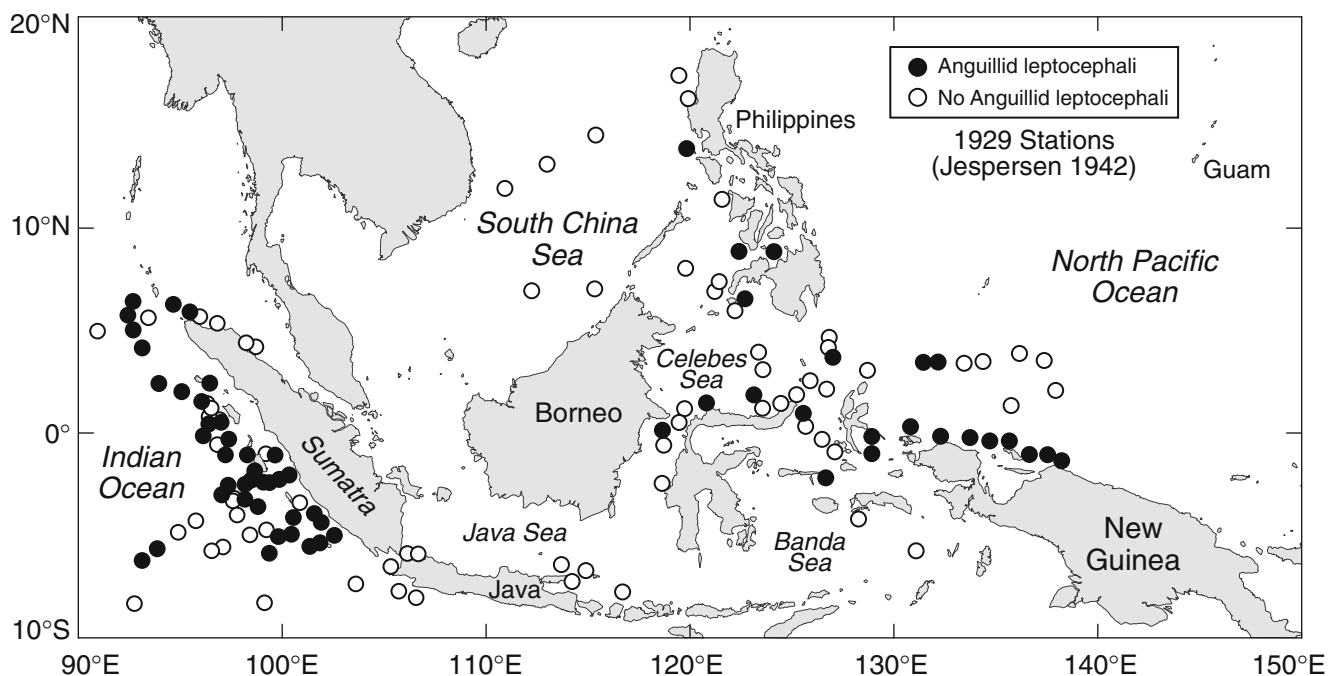 20°N
Anguillid leptocephali
No Anguillid leptocephali
Philippines
1929 Stations
(Jespersen 1942)
Guam
South China
Sea
10°N
North Pacific
Ocean
Celebes
Sea
Borneo
0°
Indian
Ocean
Sumatra
Java Sea
Banda
Sea
New
Guinea
Java
10°S
90°E
100°E
110°E
120°E
130°E
140°E
150°E